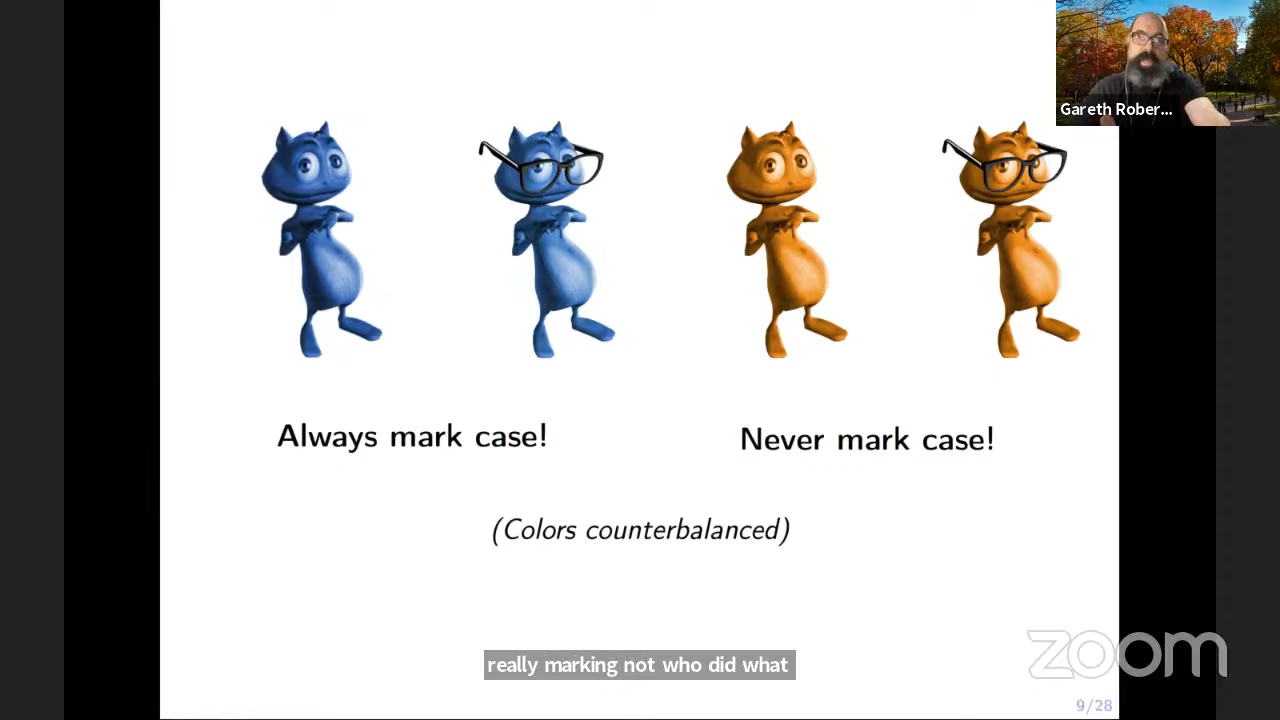 Gareth Rober...
Always mark case!
Never mark case!
(Colors counterbalanced)
really marking not who did what
zoom
9/28